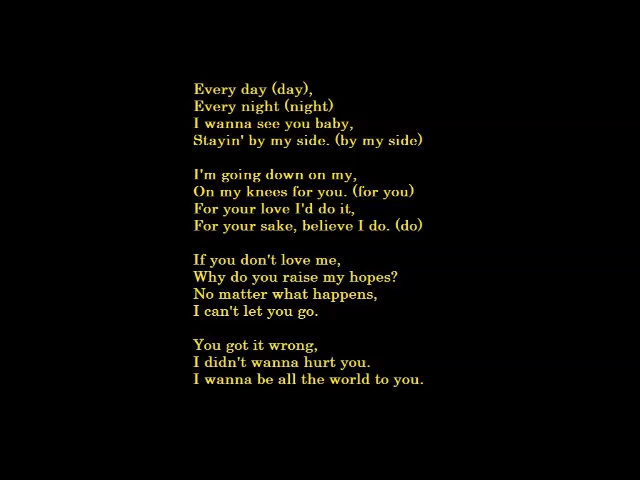 Every day (day),
Every night (night)
I wanna see you baby,
Stayin' by my side. (by my side)
I'm going down on my,
On my knees for you. (for you)
For your love I'd do it,
For your sake, believe I do. (do)
If you don't love me,
Why do you raise my hopes?
No matter what happens,
I can't let you go.
You got it wrong,
I didn't wanna hurt you.
I wanna be all the world to you.